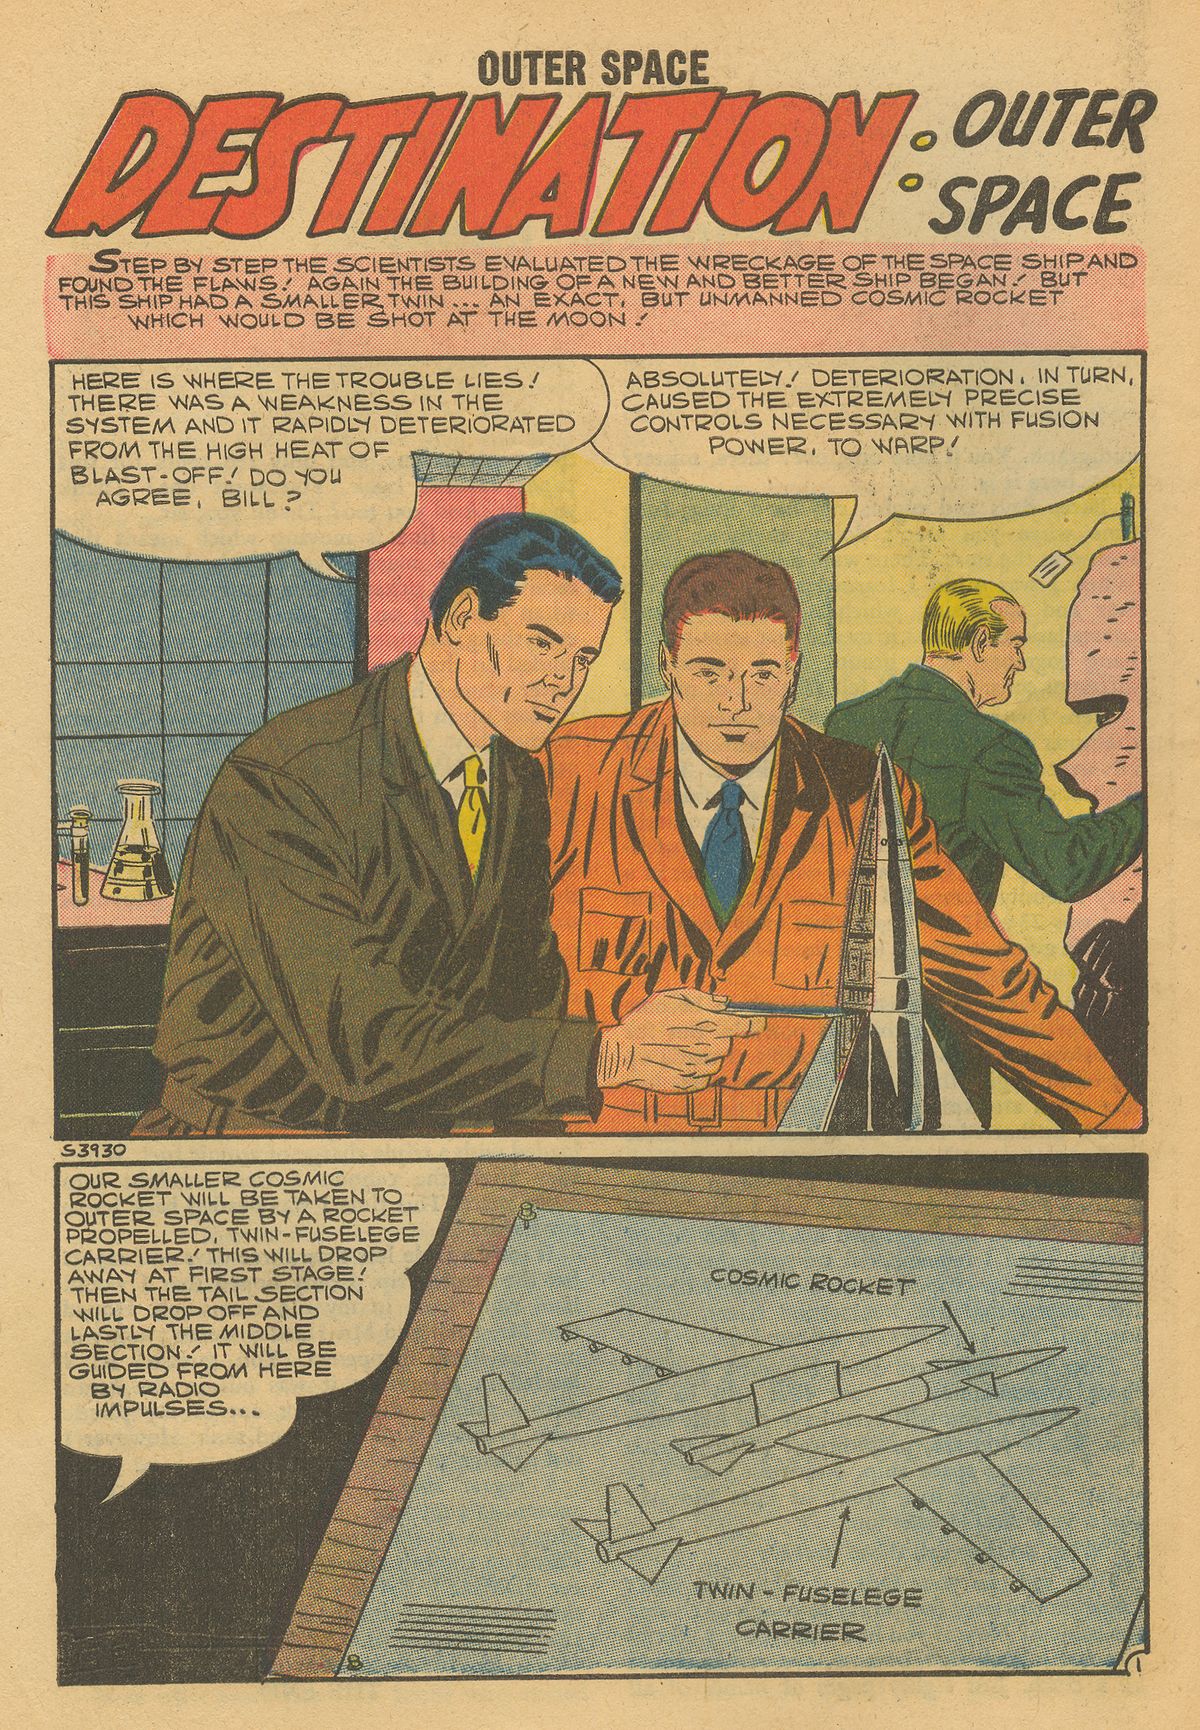 OUTER SPACE
DESTINATION: OUTER
SPACE
STEP BY STEP THE SCIENTISTS EVALUATED THE WRECKAGE OF THE SPACE SHIP AND
FOUND THE FLAWS! AGAIN THE BUILDING OF A NEW AND BETTER SHIP BEGAN! BUT
THIS SHIP HAD A SMALLER TWIN... AN EXACT, BUT UNMANNED COSMIC ROCKET
WHICH WOULD BE SHOT AT THE MOON!
HERE IS WHERE THE TROUBLE LIES!
THERE WAS A WEAKNESS IN THE
SYSTEM AND IT RAPIDLY DETERIORATED
FROM THE HIGH HEAT OF
BLAST-OFF! DO YOU
AGREE, BILL?
ABSOLUTELY! DETERIORATION, IN TURN,
CAUSED THE EXTREMELY PRECISE
CONTROLS NECESSARY WITH FUSION
POWER, TO WARP!
S3930
OUR SMALLER COSMIC
ROCKET WILL BE TAKEN TO
OUTER SPACE BY A ROCKET
PROPELLED, TWIN-FUSELEGE
CARRIER! THIS WILL DROP
AWAY AT FIRST STAGE!
THEN THE TAIL SECTION
WILL DROP OFF AND
LASTLY THE MIDDLE
SECTION! IT WILL BE
GUIDED FROM HERE
BY RADIO
IMPULSES...
COSMIC ROCKET
TWIN-FUSELEGE
CARRIER
1